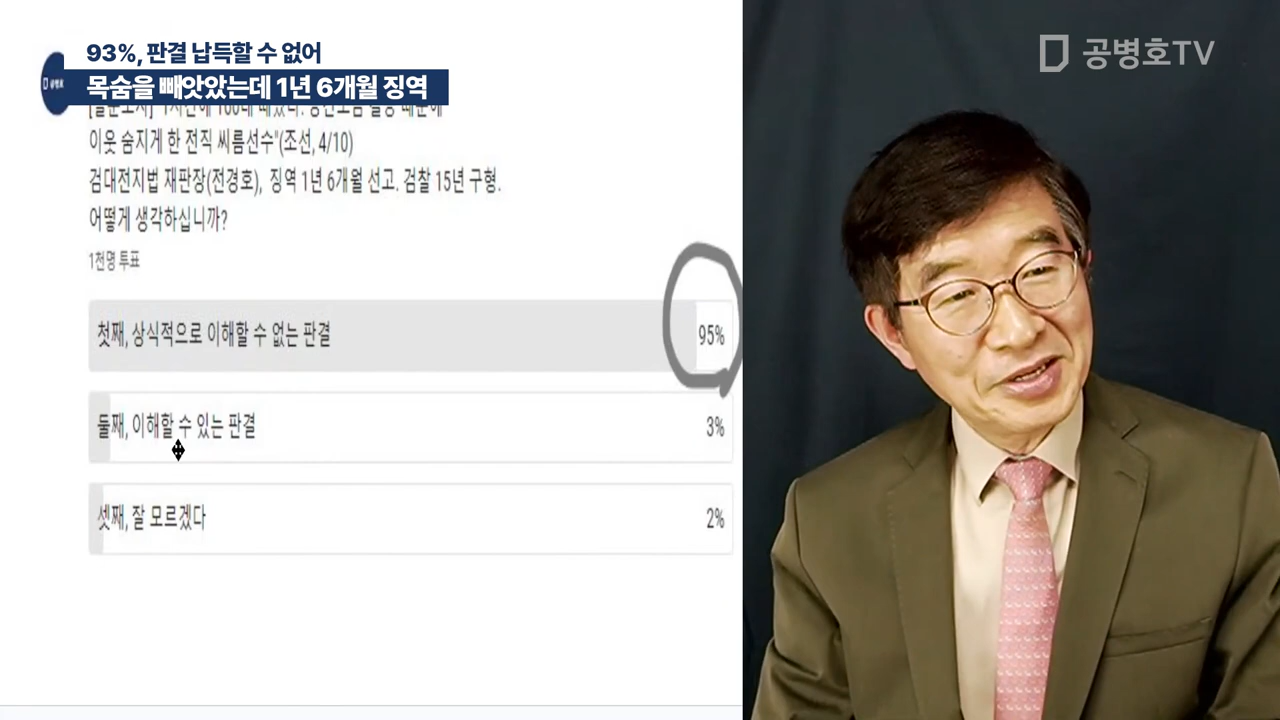 93%, 판결 납득할 수 없어
목숨을 빼앗았는데 1년 6개월 징역
공병호TV
이웃 숨지게 한 전직 씨름선수"(조선, 4/10)
검대전지법 재판장(전경호), 징역 1년 6개월 선고. 검찰 15년 구형.
어떻게 생각하십니까?
1천명 투표
첫째, 상식적으로 이해할 수 없는 판결
95%
둘째, 이해할 수 있는 판결
3%
셋째, 잘 모르겠다
2%